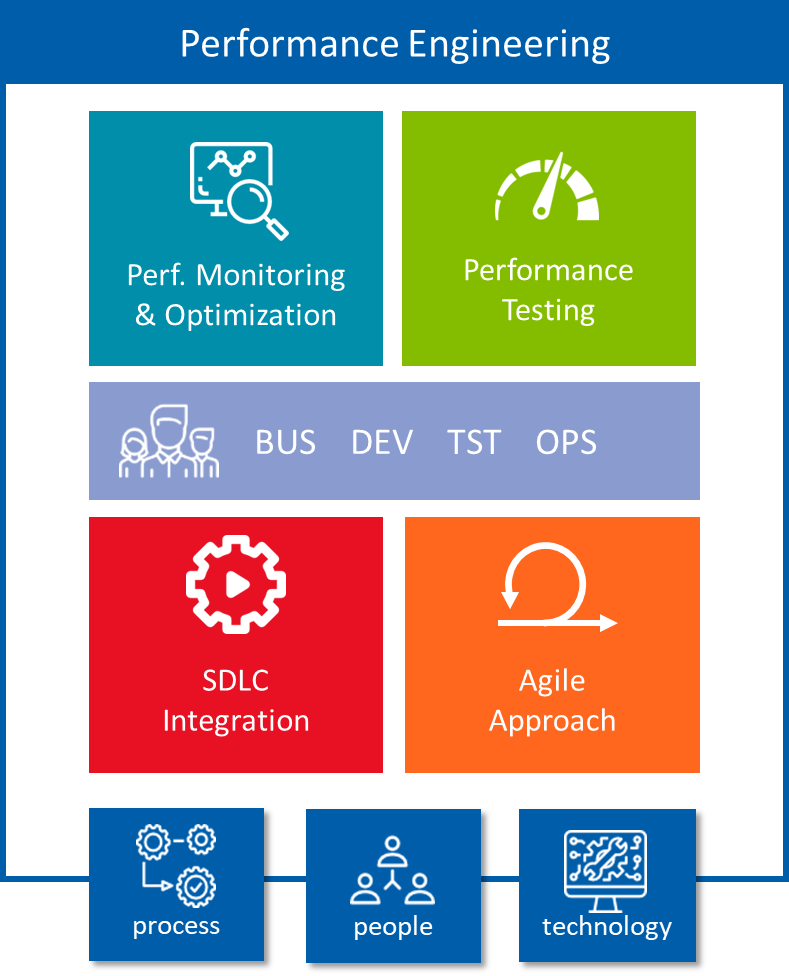 Performance Engineering
Perf. Monitoring
& Optimization
Performance
Testing
BUS DEV TST OPS
SDLC
Integration
Agile
Approach
process
people
technology